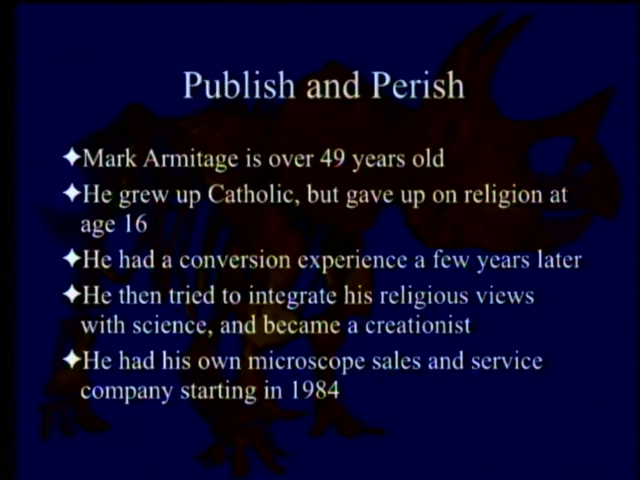 Publish and Perish
✦Mark Armitage is over 49 years old
✦He grew up Catholic, but gave up on religion at
age 16
✦He had a conversion experience a few years later
✦He then tried to integrate his religious views
with science, and became a creationist
✦He had his own microscope sales and service
company starting in 1984